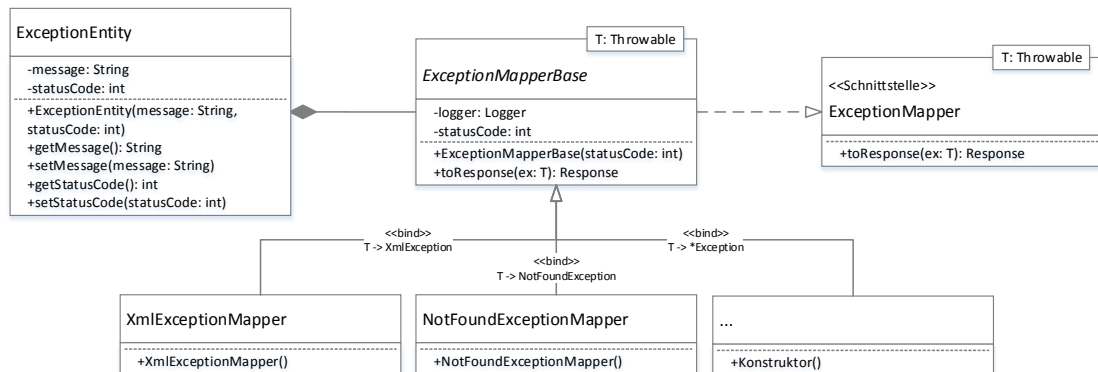 ExceptionEntity
-message: String
-statusCode: int
+ExceptionEntity(message: String,
statusCode: int)
+getMessage(): String
+setMessage(message: String)
+getStatusCode(): int
+setStatusCode(statusCode: int)
T: Throwable
ExceptionMapperBase
-logger: Logger
-statusCode: int
+ExceptionMapperBase(statusCode: int)
+toResponse(ex: T): Response
T: Throwable
<<Schnittstelle>>
ExceptionMapper
+toResponse(ex: T): Response
<<bind>>
T -> XmlException
<<bind>>
T -> NotFoundException
<<bind>>
T -> *Exception
XmlExceptionMapper
+XmlExceptionMapper()
NotFoundExceptionMapper
+NotFoundExceptionMapper()
...
+Konstruktor()